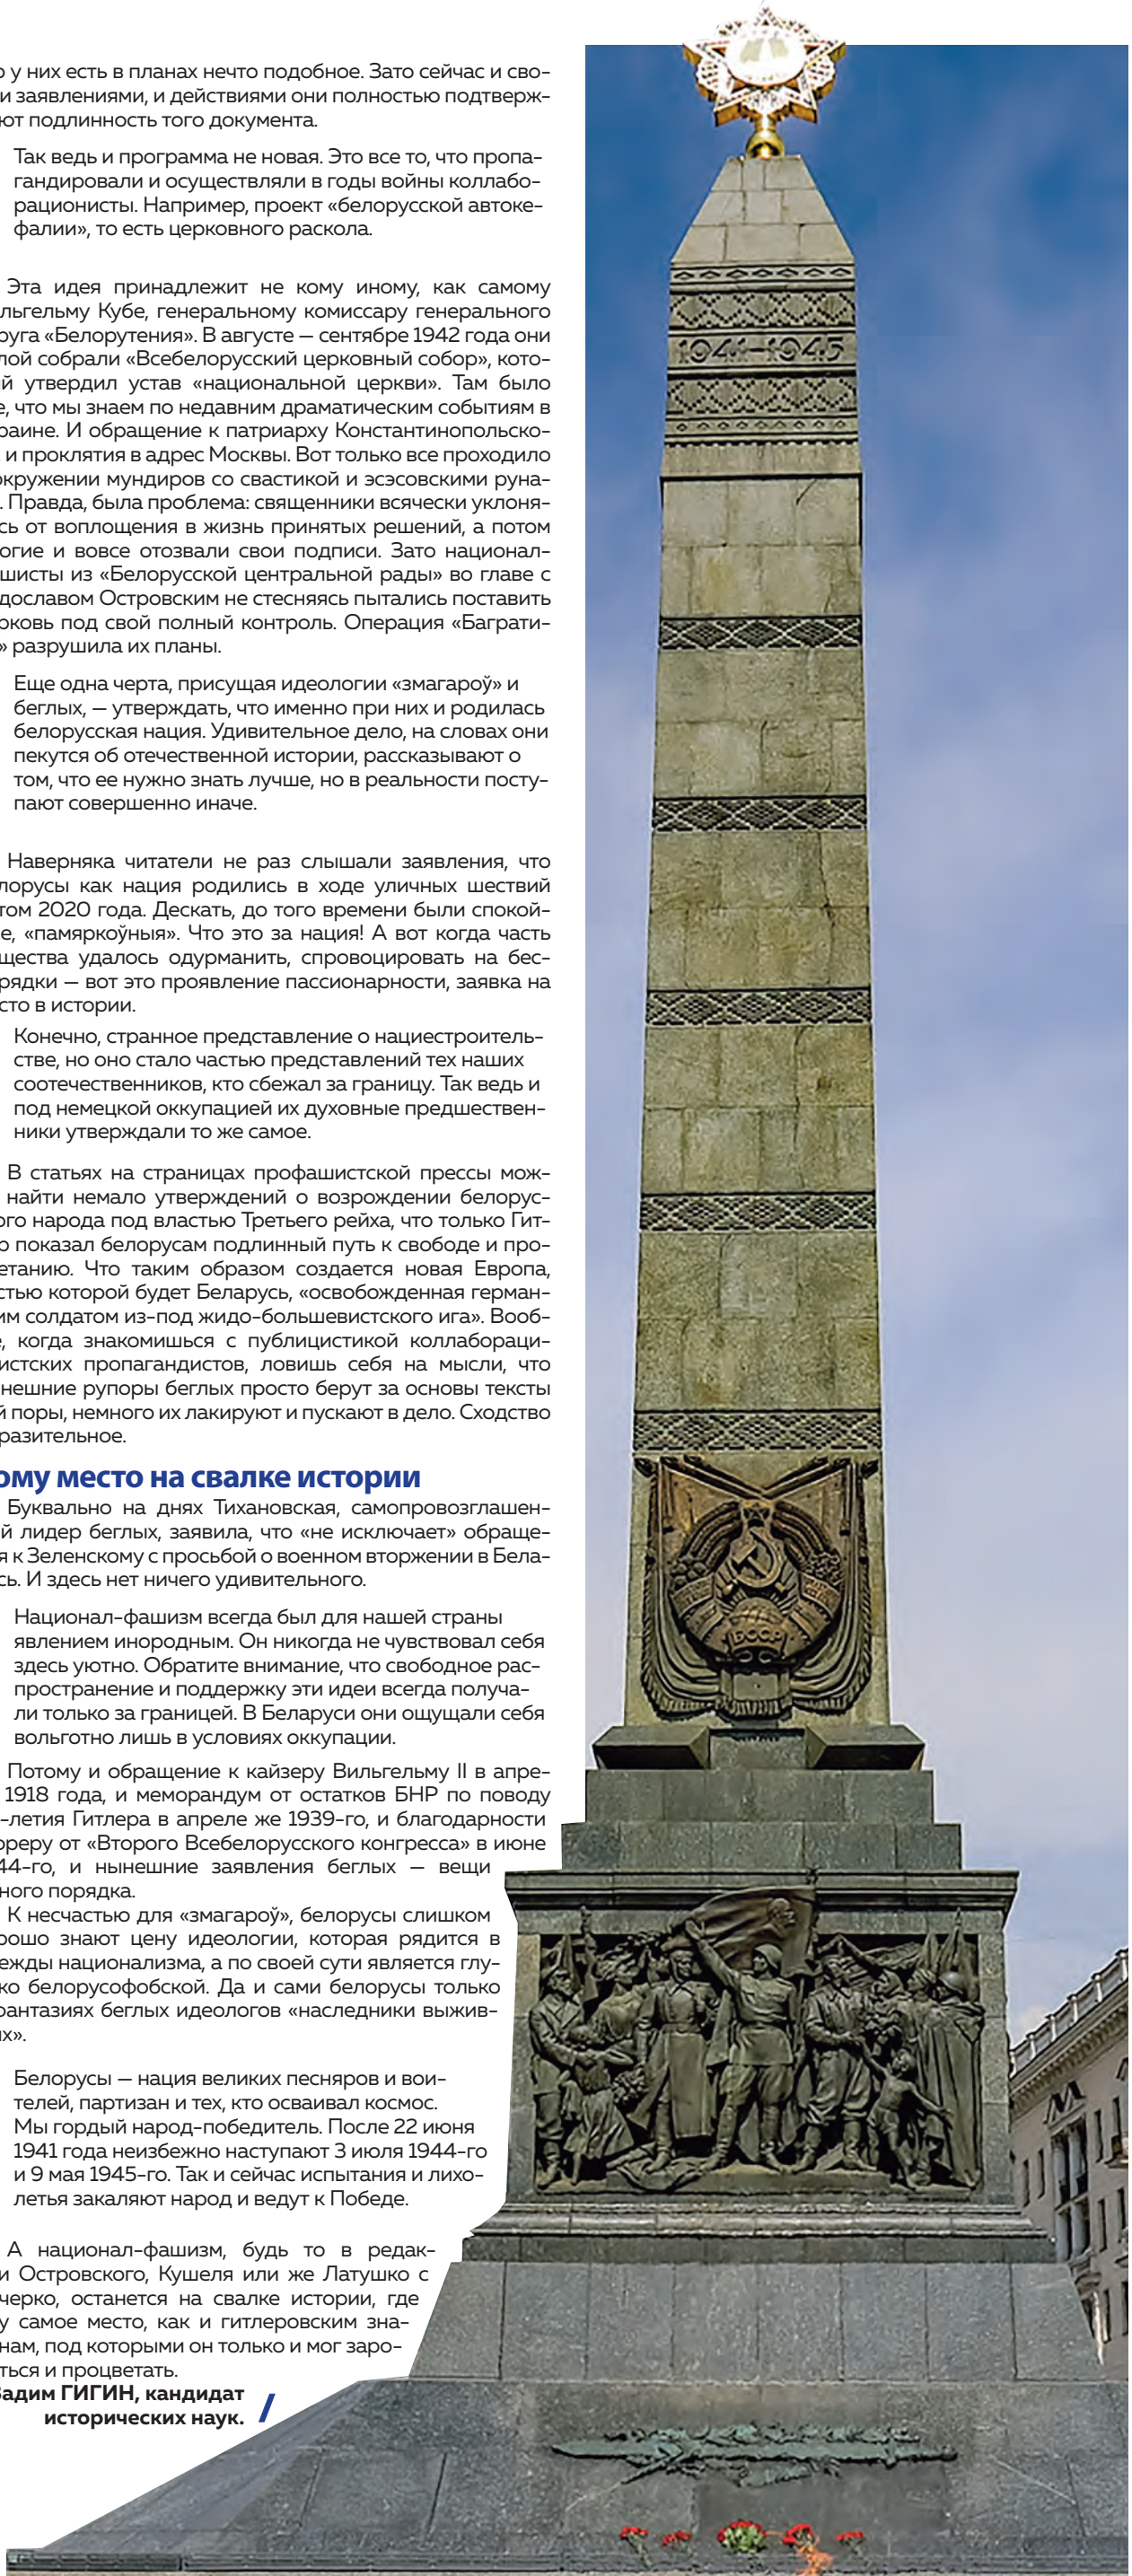 о у них есть в планах нечто подобное. Зато сейчас и сво-
и заявлениями, и действиями они полностью подтверж-
ют подлинность того документа.
Так ведь и программа не новая. Это все то, что пропа-
гандировали и осуществляли в годы войны коллабо-
рационисты. Например, проект «белорусской автоке-
фалии», то есть церковного раскола.
Эта идея принадлежит не кому иному, как самому
льгельму Кубе, генеральному комиссару генерального
руга «Белорутения». В августе — сентябре 1942 года они
лой собрали «Всебелорусский церковный собор», кото-
й утвердил устав «национальной церкви». Там было
е, что мы знаем по недавним драматическим событиям в
раине. И обращение к патриарху Константинопольско-
и проклятия в адрес Москвы. Вот только все проходило
окружении мундиров со свастикой и эсэсовскими руна-
. Правда, была проблема: священники всячески уклоня-
сь от воплощения в жизнь принятых решений, а потом
огие и вовсе отозвали свои подписи. Зато национал-
шисты из «Белорусской центральной рады» во главе с
дославом Островским не стесняясь пытались поставить
рковь под свой полный контроль. Операция «Баграти-
» разрушила их планы.
Еще одна черта, присущая идеологии «змагароў» и
беглых, — утверждать, что именно при них и родилась
белорусская нация. Удивительное дело, на словах они
пекутся об отечественной истории, рассказывают о
том, что ее нужно знать лучше, но в реальности посту-
пают совершенно иначе.
Наверняка читатели не раз слышали заявления, что
лорусы как нация родились в ходе уличных шествий
том 2020 года. Дескать, до того времени были спокой-
е, «памяркоўныя». Что это за нация! А вот когда часть
щества удалось одурманить, спровоцировать на бес-
рядки — вот это проявление пассионарности, заявка на
сто в истории.
Конечно, странное представление о нациестроитель-
стве, но оно стало частью представлений тех наших
соотечественников, кто сбежал за границу. Так ведь и
под немецкой оккупацией их духовные предшествен-
ники утверждали то же самое.
В статьях на страницах профашистской прессы мож-
найти немало утверждений о возрождении белорус-
ого народа под властью Третьего рейха, что только Гит-
р показал белорусам подлинный путь к свободе и про-
етанию. Что таким образом создается новая Европа,
стью которой будет Беларусь, «освобожденная герман-
им солдатом из-под жидо-большевистского ига». Вооб-
е, когда знакомишься с публицистикой коллабораци-
истских пропагандистов, ловишь себя на мысли, что
нешние рупоры беглых просто берут за основы тексты
й поры, немного их лакируют и пускают в дело. Сходство
разительное.
ому место на свалке истории
Буквально на днях Тихановская, самопровозглашен-
й лидер беглых, заявила, что «не исключает» обраще-
я к Зеленскому с просьбой о военном вторжении в Бела-
сь. И здесь нет ничего удивительного.
Национал-фашизм всегда был для нашей страны
явлением инородным. Он никогда не чувствовал себя
здесь уютно. Обратите внимание, что свободное рас-
пространение и поддержку эти идеи всегда получа-
ли только за границей. В Беларуси они ощущали себя
вольготно лишь в условиях оккупации.
Потому и обращение к кайзеру Вильгельму II в апре-
1918 года, и меморандум от остатков БНР по поводу
-летия Гитлера в апреле же 1939-го, и благодарности
юреру от «Второго Всебелорусского конгресса» в июне
44-го, и нынешние заявления беглых — вещи
ного порядка.
К несчастью для «змагароў», белорусы слишком
рошо знают цену идеологии, которая рядится в
ежды национализма, а по своей сути является глу-
ко белорусофобской. Да и сами белорусы только
фантазиях беглых идеологов «наследники выжив-
их».
Белорусы — нация великих песняров и вои-
телей, партизан и тех, кто осваивал космос.
Мы гордый народ-победитель. После 22 июня
1941 года неизбежно наступают 3 июля 1944-го
и 9 мая 1945-го. Так и сейчас испытания и лихо-
летья закаляют народ и ведут к Победе.
А национал-фашизм, будь то в редак-
и Островского, Кушеля или же Латушко с
черко, останется на свалке истории, где
у самое место, как и гитлеровским зна-
нам, под которыми он только и мог заро-
ться и процветать.
Вадим ГИГИН, кандидат
исторических наук. /
1941–1945
БССР